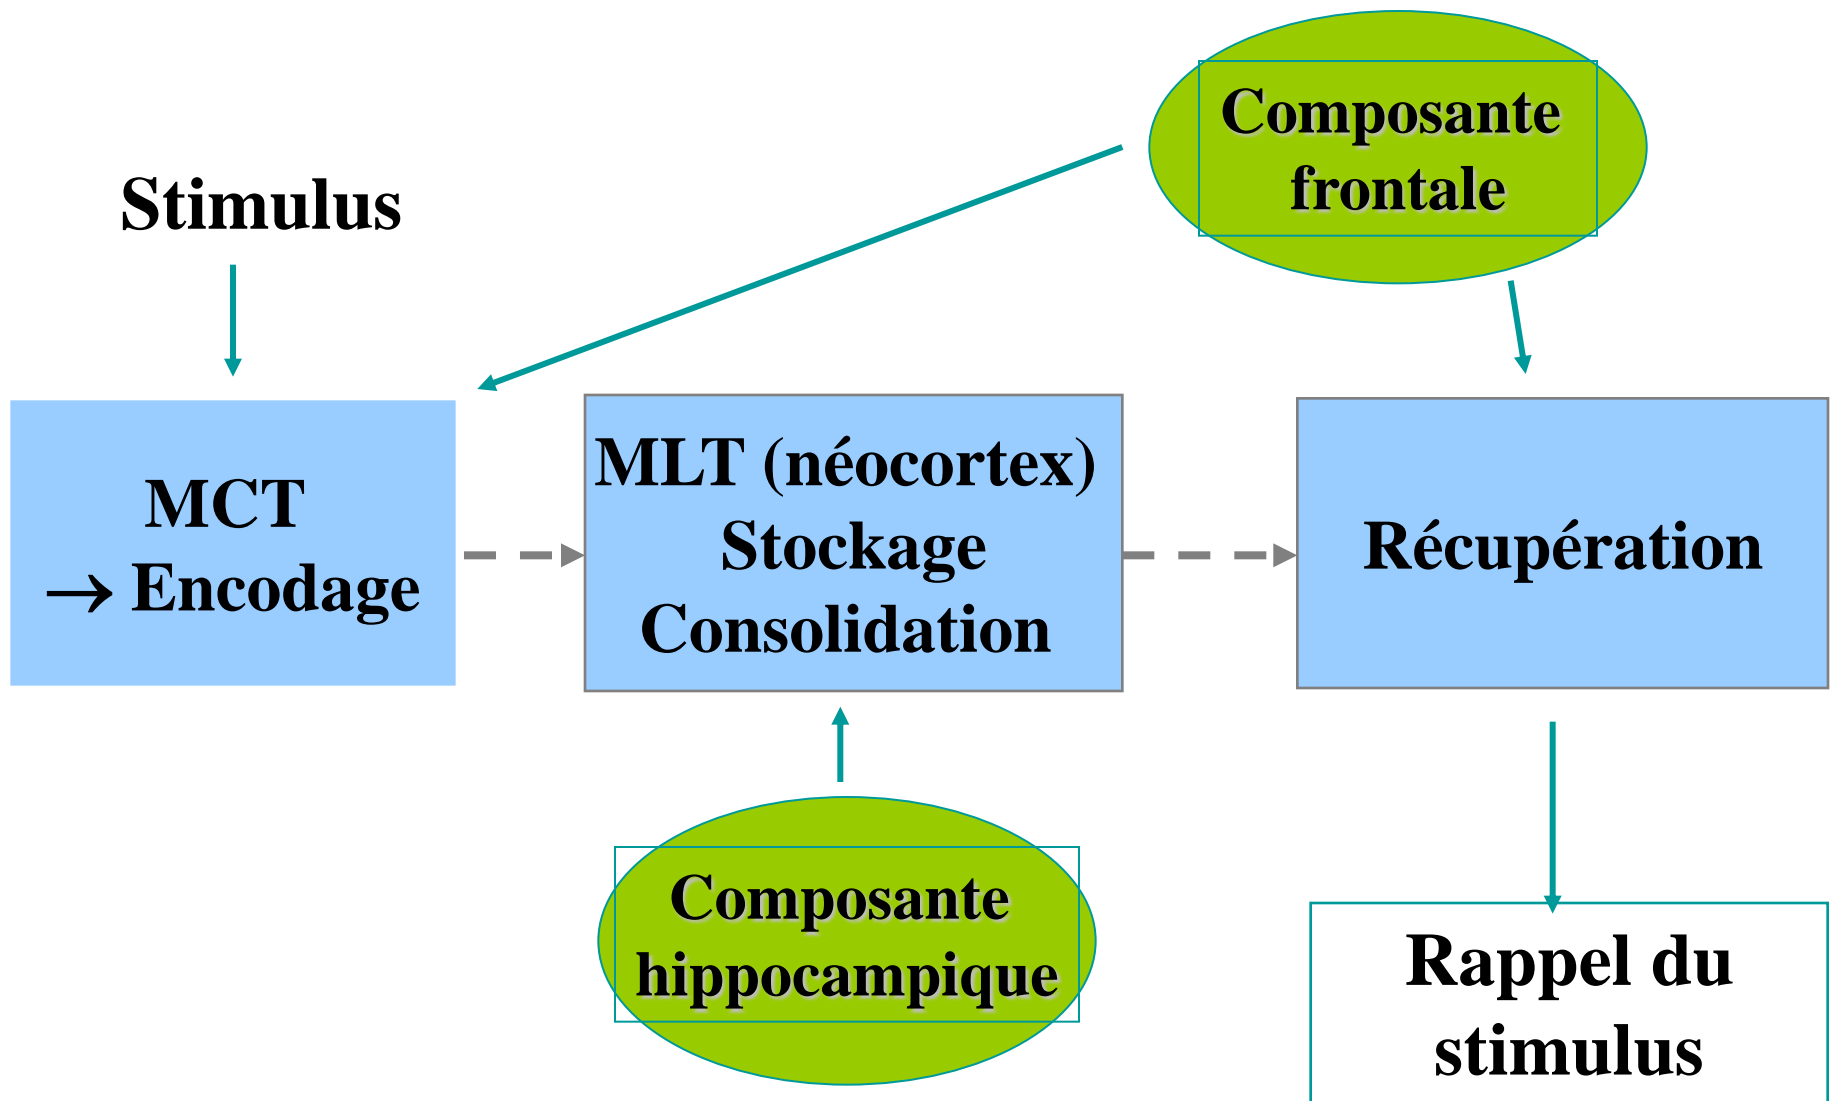 Composante
frontale
Stimulus
MCT
→ Encodage
MLT (néocortex)
Stockage
Consolidation
Récupération
Composante
hippocampique
Rappel du
stimulus